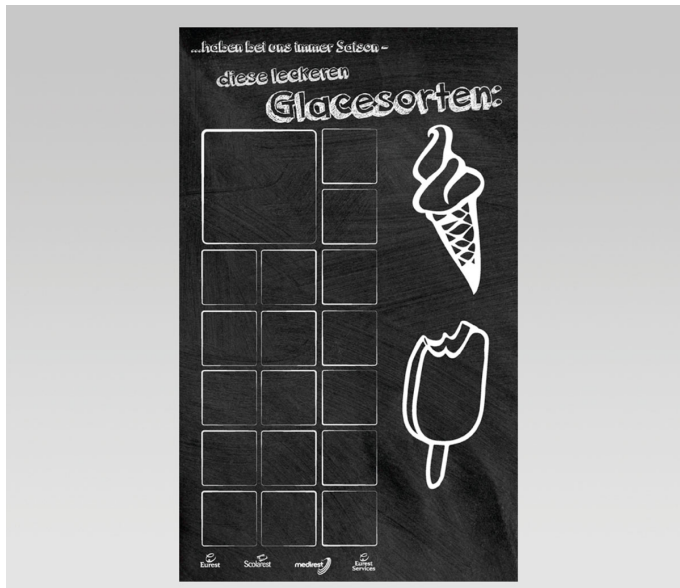 ...haben bei uns immer Saison –
diese leckeren
Glacesorten:
Eurest
Scolarest
medirest
Eurest
Services